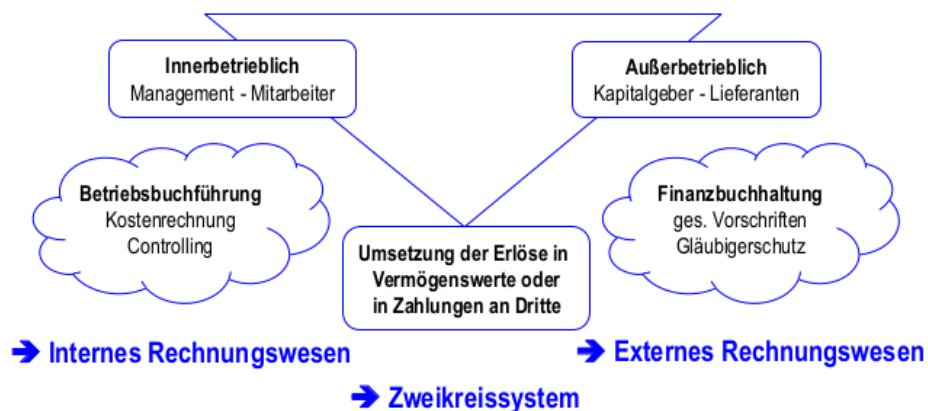 Innerbetrieblich
Management - Mitarbeiter
Außerbetrieblich
Kapitalgeber - Lieferanten
Betriebsbuchführung
Kostenrechnung
Controlling
Finanzbuchhaltung
ges. Vorschriften
Gläubigerschutz
Umsetzung der Erlöse in
Vermögenswerte oder
in Zahlungen an Dritte
➔ Internes Rechnungswesen
➔ Externes Rechnungswesen
➔ Zweikreissystem